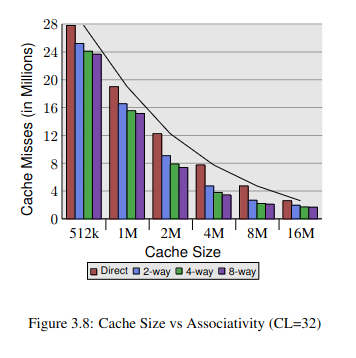 28
24
20
16
12
8
4
0
Cache Misses (in Millions)
512k 1M 2M 4M 8M 16M
Cache Size
Direct 2-way 4-way 8-way
Figure 3.8: Cache Size vs Associativity (CL=32)